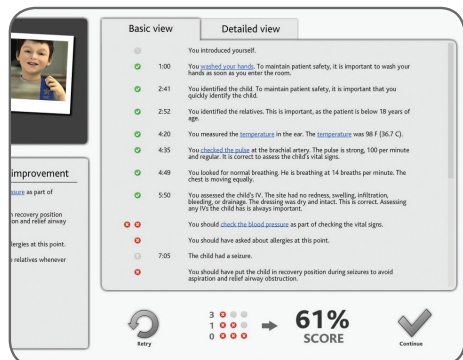 Basic view
Detailed view
You introduced yourself.
1:00 You washed your hands. To maintain patient safety, it is important to wash your
hands as soon as you enter the room.
2:41 You identified the child. To maintain patient safety, it is important that you
quickly identify the child.
2:52 You identified the relatives. This is important, as the patient is below 18 years of
age.
4:20 You measured the temperature in the ear. The temperature was 98 F (36.7 C).
4:35 You checked the pulse at the brachial artery. The pulse is strong, 100 per minute
and regular. It is correct to assess the child's vital signs.
4:49 You looked for normal breathing. He is breathing at 14 breaths per minute. The
chest is moving equally.
5:50 You assessed the child's IV. The site had no redness, swelling, infiltration,
bleeding, or drainage. The dressing was dry and intact. This is correct. Assessing
any IVs the child has is always important.
You should check the blood pressure as part of checking the vital signs.
You should have asked about allergies at this point.
7:05 The child had a seizure.
You should have put the child in recovery position during seizures to avoid
aspiration and relief airway obstruction.
improvement
ssure as part of
n recovery position
on and relief airway
lergies at this point.
relatives whenever
Retry
3
1
0
61%
SCORE
Continue